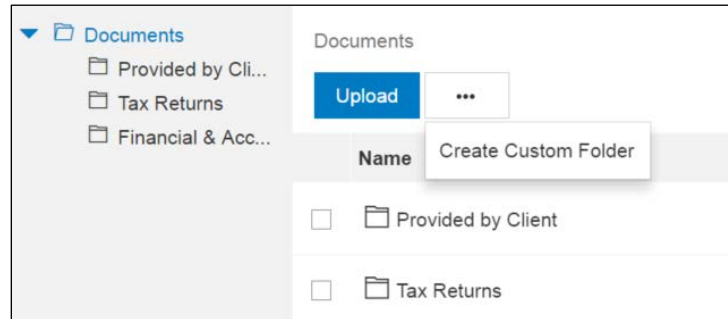 Documents
Provided by Cli...
Tax Returns
Financial & Acc...
Documents
Upload
•••
Create Custom Folder
Name
Provided by Client
Tax Returns